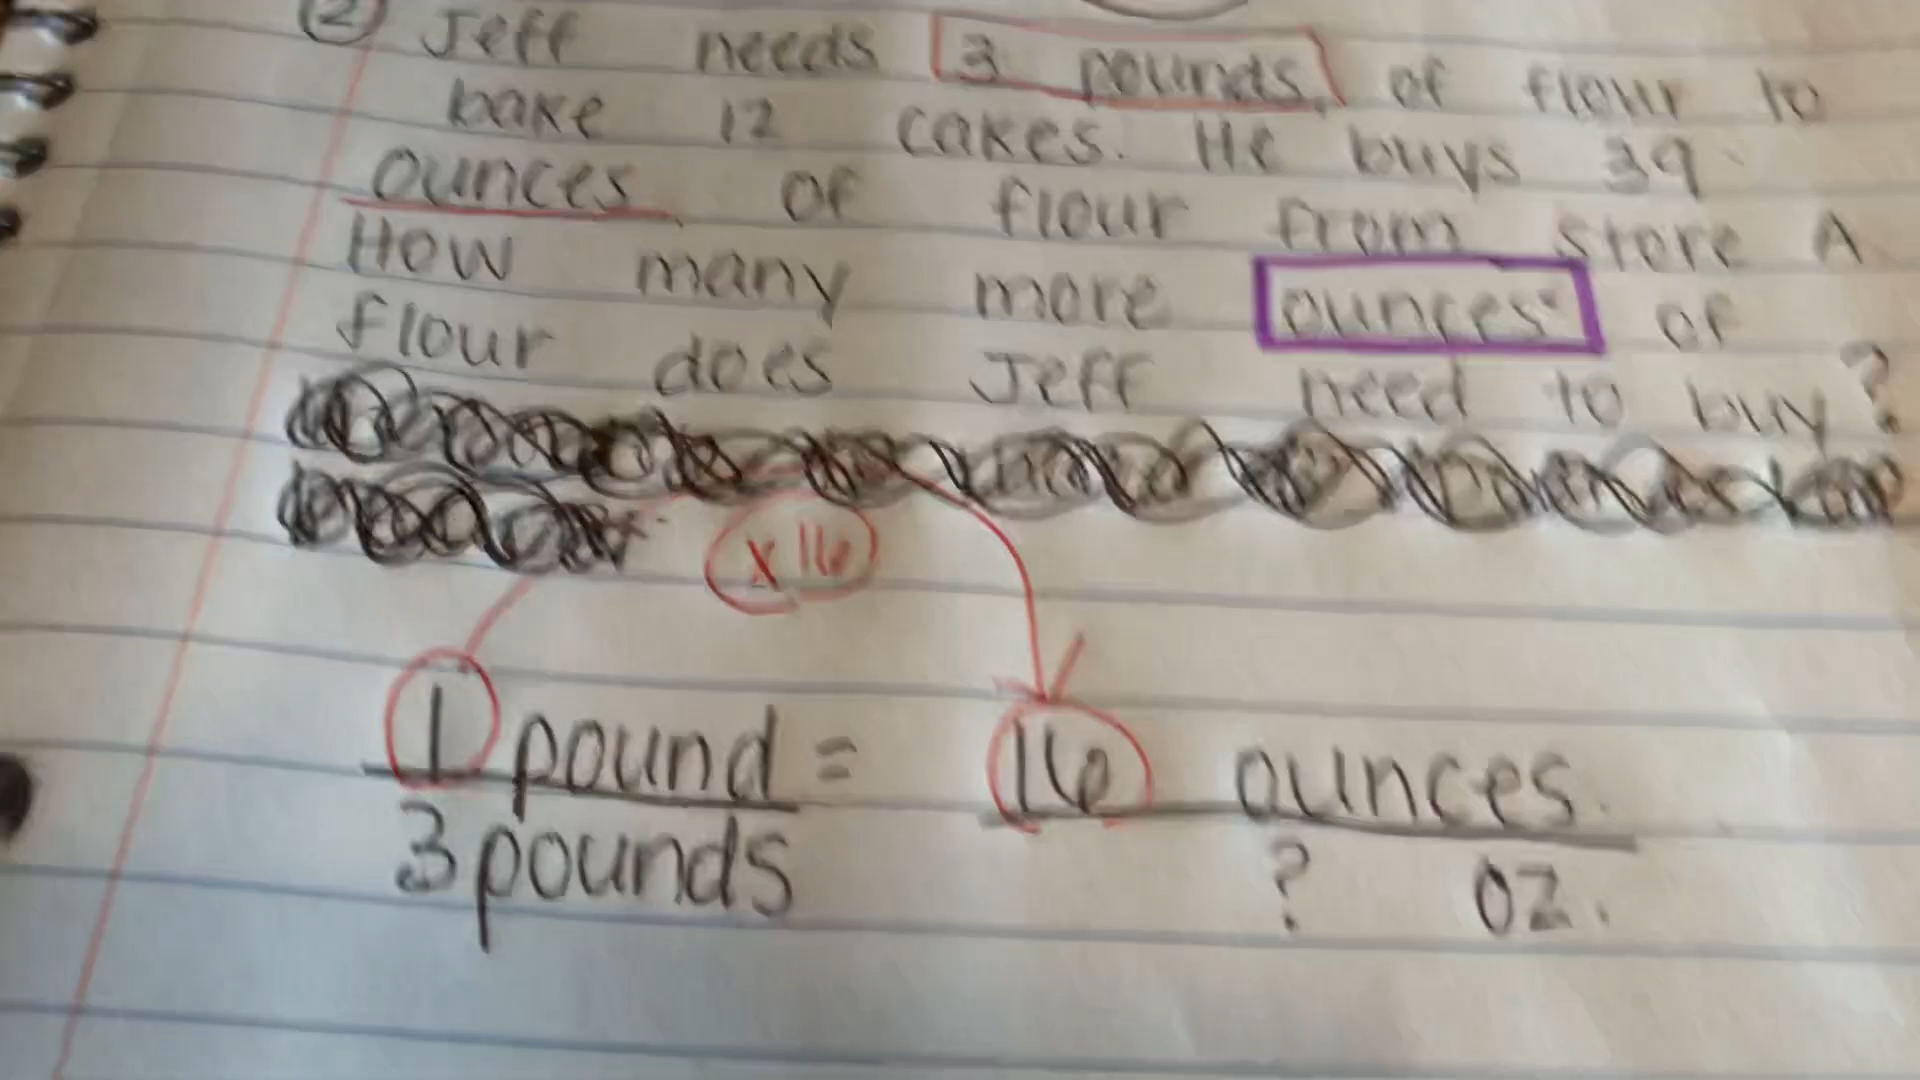 2 Jeff needs 3 pounds of flour to
bake 12 cakes. He buys 39
ounces of flour from store A
How many more ounces of
flour does Jeff need to buy?
x 16
1 pound = 16 ounces.
3 pounds ? oz.